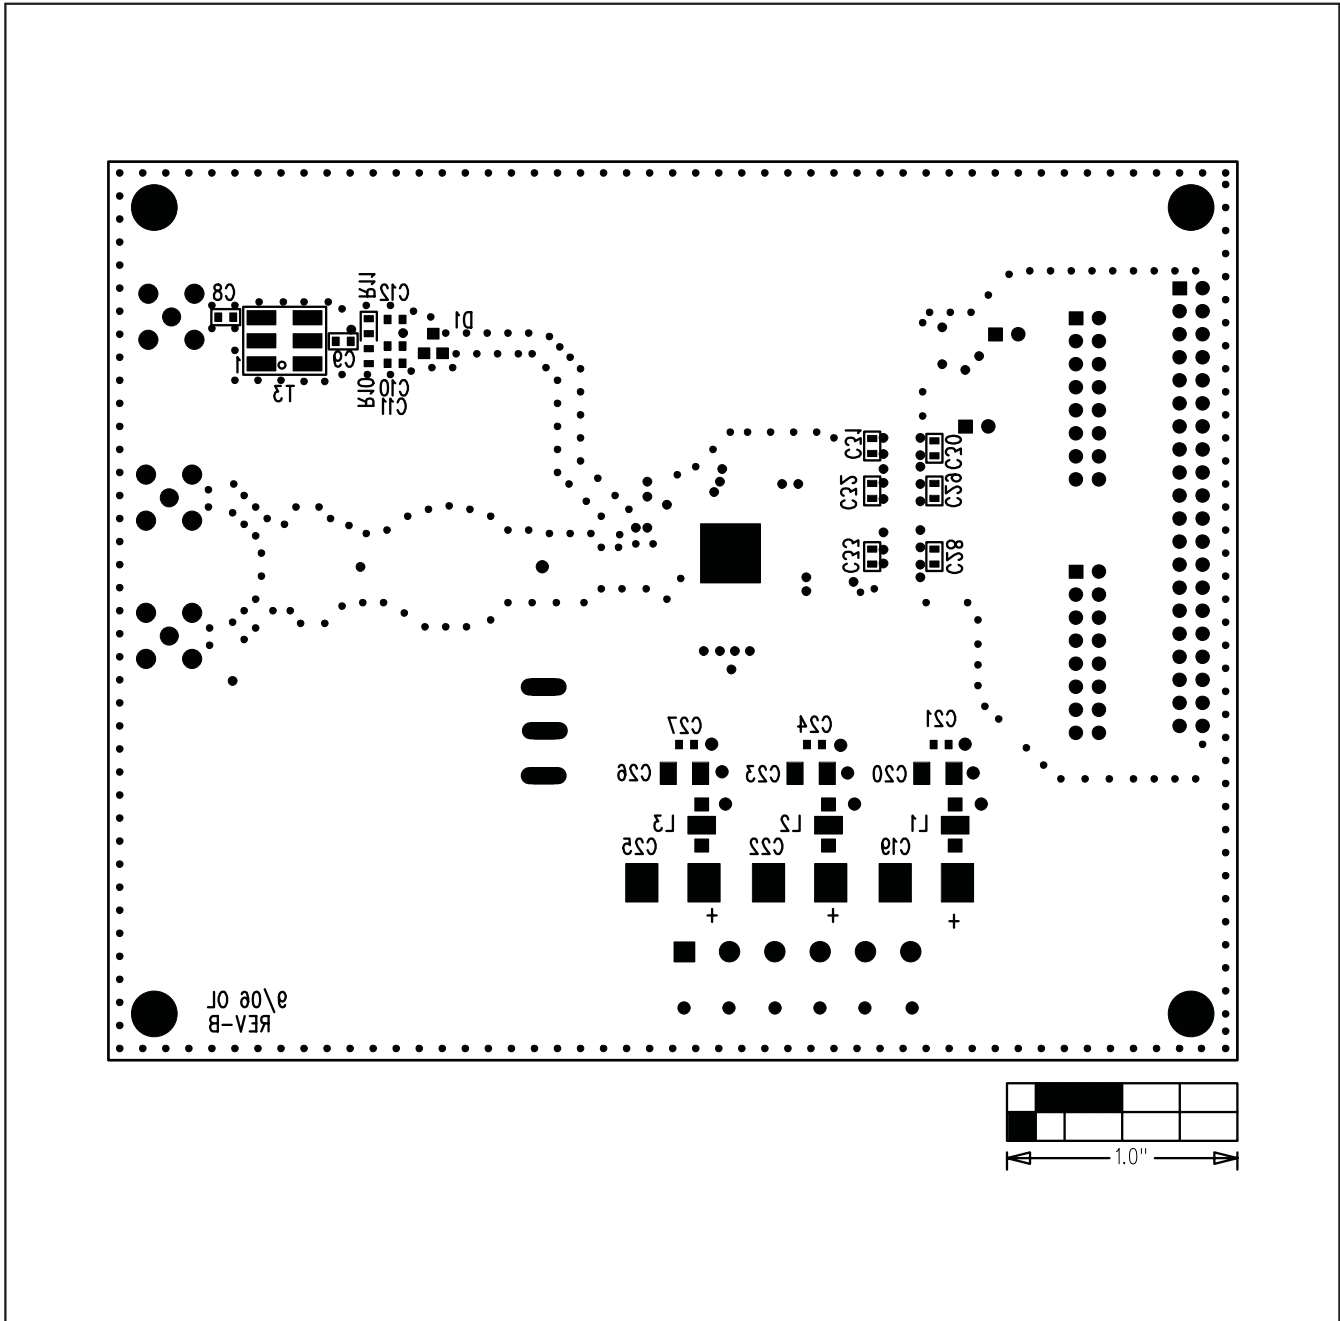 C8
R11
C12
D1
1
C9
T3
R10
C10
C11
C31
C30
C32
C29
C33
C28
C27
C24
C21
C26
C23
C20
L3
L2
L1
C25
C22
C19
+
+
+
9/06 OL
REV-B
1.0"